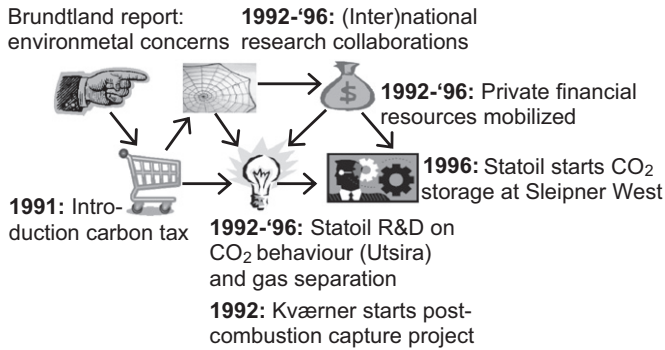 Brundtland report:
environmetal concerns
1992-‘96: (Inter)national
research collaborations
$
1992-‘96: Private financial
resources mobilized
1996: Statoil starts CO2
storage at Sleipner West
1991: Intro-
duction carbon tax
1992-‘96: Statoil R&D on
CO2 behaviour (Utsira)
and gas separation
1992: Kværner starts post-
combustion capture project